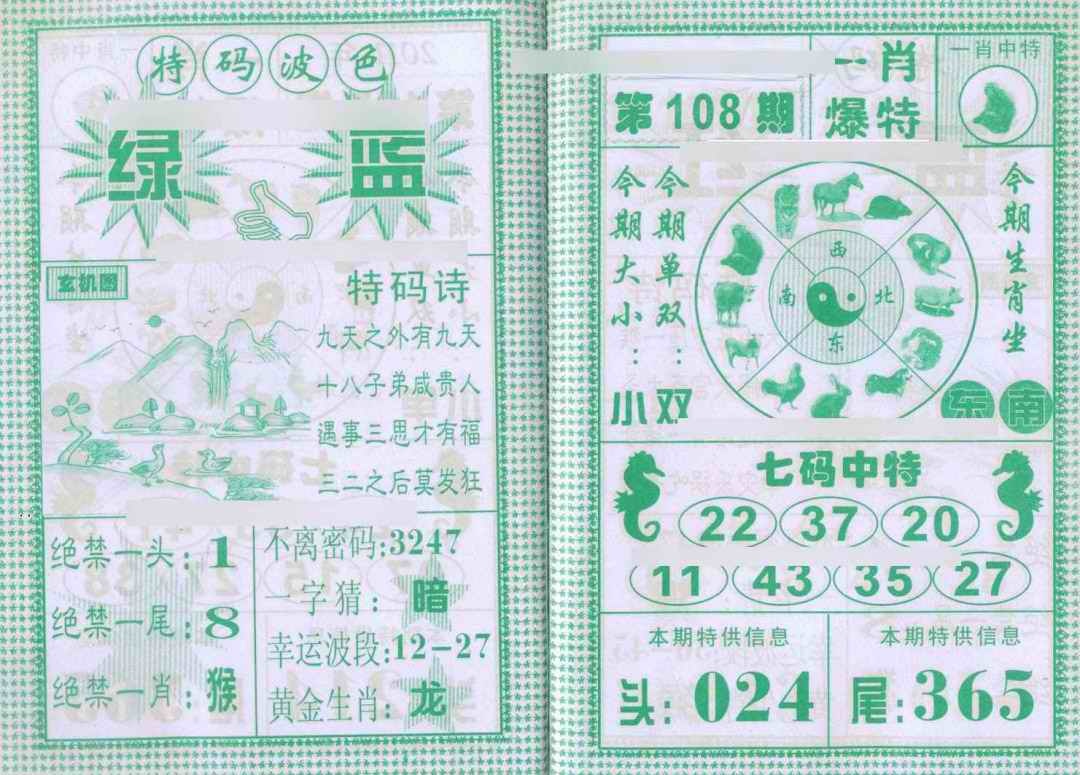 特码波色
绿 蓝
玄机图
特码诗
九天之外有九天
十八子弟咸贵人
遇事三思才有福
三二之后莫发狂
绝禁一头:1
绝禁一尾:8
绝禁一肖:猴
不离密码:3247
一字猜:暗
幸运波段:12-27
黄金生肖:龙
第108期
一肖
爆特
一肖中特
今期大小:小
今期单双:双
西
南 北
东
今期生肖坐
东南
七码中特
22 37 20
11 43 35 27
本期特供信息
头:024
本期特供信息
尾:365